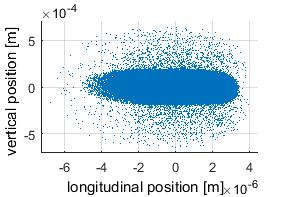 ×10⁻⁴
5
0
-5
vertical position [m]
-6 -4 -2 0 2 4
longitudinal position [m] ×10⁻⁶